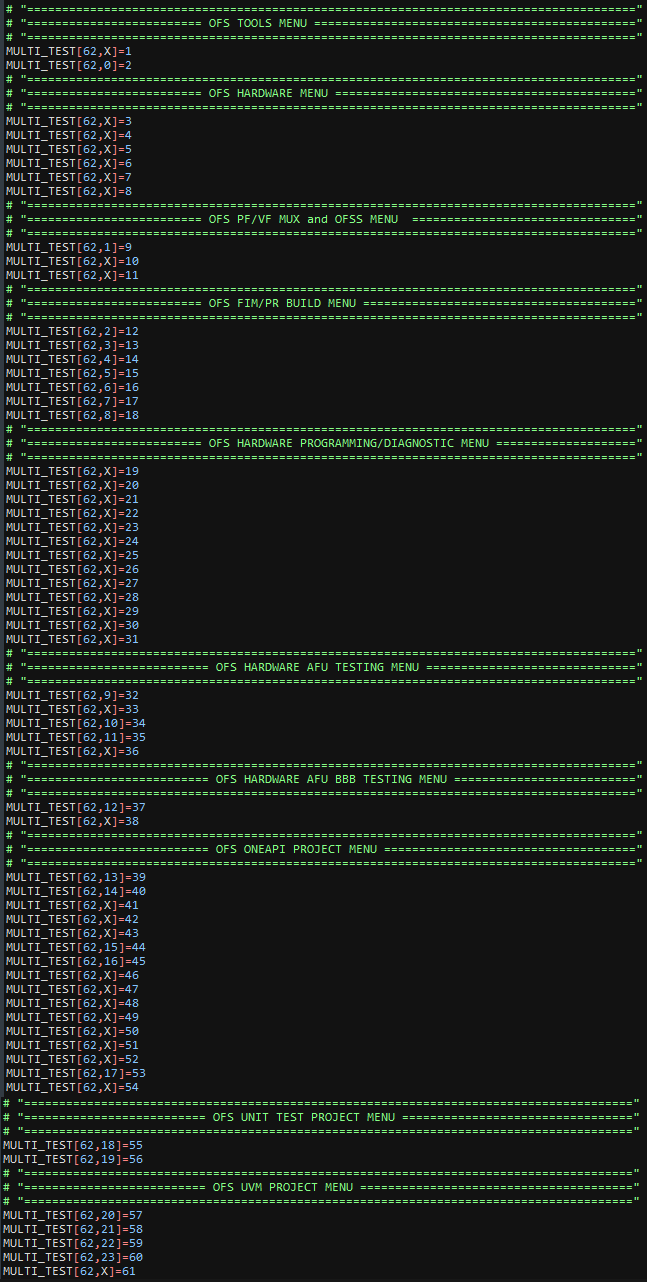 # "======================================================================================="
# ========================= OFS TOOLS MENU =============================================="
# "======================================================================================="
MULTI_TEST[62,X]=1
MULTI_TEST[62,0]=2
# "======================================================================================="
# "========================= OFS HARDWARE MENU ==========================================="
# "======================================================================================="
MULTI_TEST[62,X]=3
MULTI_TEST[62,X]=4
MULTI_TEST[62,X]=5
MULTI_TEST[62,X]=6
MULTI_TEST[62,X]=7
MULTI_TEST[62,X]=8
# "======================================================================================="
# "========================= OFS PF/VF MUX and OFSS MENU  ================================"
# "======================================================================================="
MULTI_TEST[62,1]=9
MULTI_TEST[62,X]=10
MULTI_TEST[62,X]=11
# "======================================================================================="
# "========================= OFS FIM/PR BUILD MENU ======================================="
# "======================================================================================="
MULTI_TEST[62,2]=12
MULTI_TEST[62,3]=13
MULTI_TEST[62,4]=14
MULTI_TEST[62,5]=15
MULTI_TEST[62,6]=16
MULTI_TEST[62,7]=17
MULTI_TEST[62,8]=18
# "======================================================================================="
# "========================= OFS HARDWARE PROGRAMMING/DIAGNOSTIC MENU ===================="
# "======================================================================================="
MULTI_TEST[62,X]=19
MULTI_TEST[62,X]=20
MULTI_TEST[62,X]=21
MULTI_TEST[62,X]=22
MULTI_TEST[62,X]=23
MULTI_TEST[62,X]=24
MULTI_TEST[62,X]=25
MULTI_TEST[62,X]=26
MULTI_TEST[62,X]=27
MULTI_TEST[62,X]=28
MULTI_TEST[62,X]=29
MULTI_TEST[62,X]=30
MULTI_TEST[62,X]=31
# "======================================================================================="
# "========================== OFS HARDWARE AFU TESTING MENU =============================="
# "======================================================================================="
MULTI_TEST[62,9]=32
MULTI_TEST[62,X]=33
MULTI_TEST[62,10]=34
MULTI_TEST[62,11]=35
MULTI_TEST[62,X]=36
# "======================================================================================="
# "========================== OFS HARDWARE AFU BBB TESTING MENU =========================="
# "======================================================================================="
MULTI_TEST[62,12]=37
MULTI_TEST[62,X]=38
# "======================================================================================="
# "========================== OFS ONEAPI PROJECT MENU ===================================="
# "======================================================================================="
MULTI_TEST[62,13]=39
MULTI_TEST[62,14]=40
MULTI_TEST[62,X]=41
MULTI_TEST[62,X]=42
MULTI_TEST[62,X]=43
MULTI_TEST[62,15]=44
MULTI_TEST[62,16]=45
MULTI_TEST[62,X]=46
MULTI_TEST[62,X]=47
MULTI_TEST[62,X]=48
MULTI_TEST[62,X]=49
MULTI_TEST[62,X]=50
MULTI_TEST[62,X]=51
MULTI_TEST[62,X]=52
MULTI_TEST[62,17]=53
MULTI_TEST[62,X]=54
# "======================================================================================="
# "========================== OFS UNIT TEST PROJECT MENU ================================="
# "======================================================================================="
MULTI_TEST[62,18]=55
MULTI_TEST[62,19]=56
# "======================================================================================="
# "========================== OFS UVM PROJECT MENU ======================================="
# "======================================================================================="
MULTI_TEST[62,20]=57
MULTI_TEST[62,21]=58
MULTI_TEST[62,22]=59
MULTI_TEST[62,23]=60
MULTI_TEST[62,X]=61